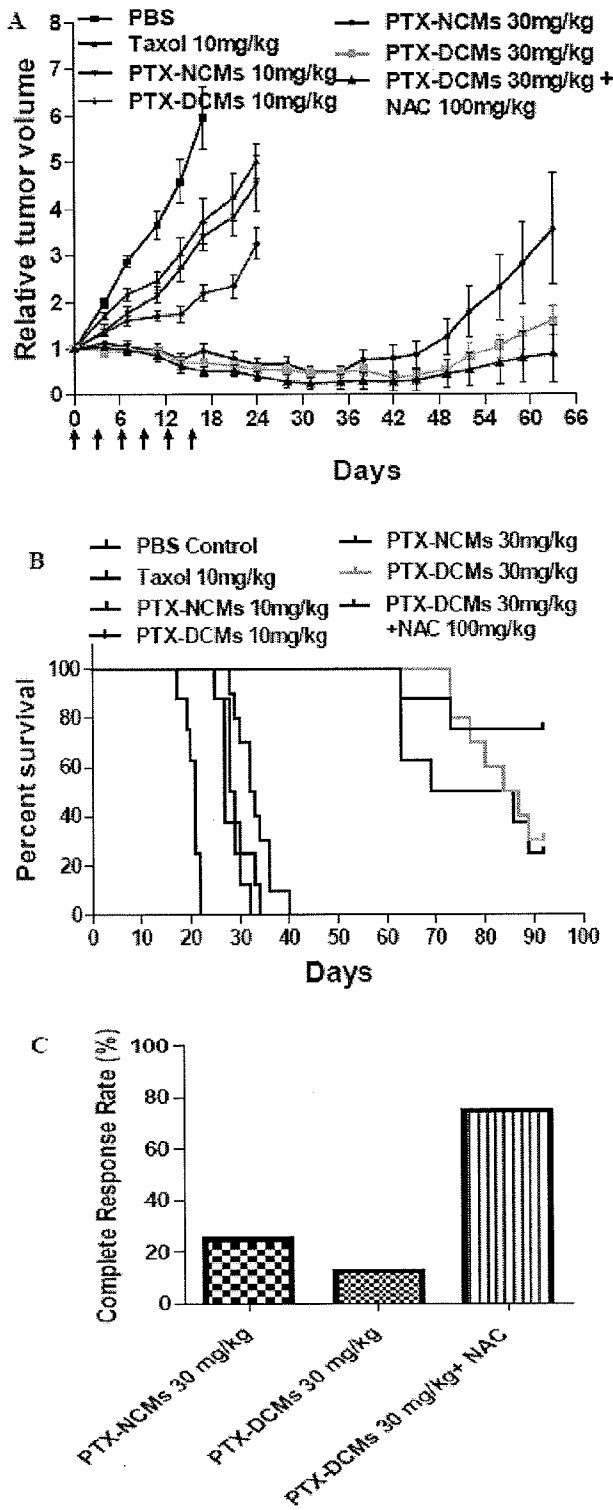 A
PBS
Taxol 10mg/kg
PTX-NCMs 10mg/kg
PTX-DCMs 10mg/kg
PTX-NCMs 30mg/kg
PTX-DCMs 30mg/kg
PTX-DCMs 30mg/kg +
NAC 100mg/kg
Relative tumor volume
8
7
6
5
4
3
2
1
0
0 6 12 18 24 30 36 42 48 54 60 66
Days
B
PBS Control
Taxol 10mg/kg
PTX-NCMs 10mg/kg
PTX-DCMs 10mg/kg
PTX-NCMs 30mg/kg
PTX-DCMs 30mg/kg
PTX-DCMs 30mg/kg
+NAC 100mg/kg
Percent survival
100
80
60
40
20
0
0 10 20 30 40 50 60 70 80 90 100
Days
C
Complete Response Rate (%)
100
80
60
40
20
0
PTX-NCMs 30 mg/kg
PTX-DCMs 30 mg/kg
PTX-DCMs 30 mg/kg+ NAC